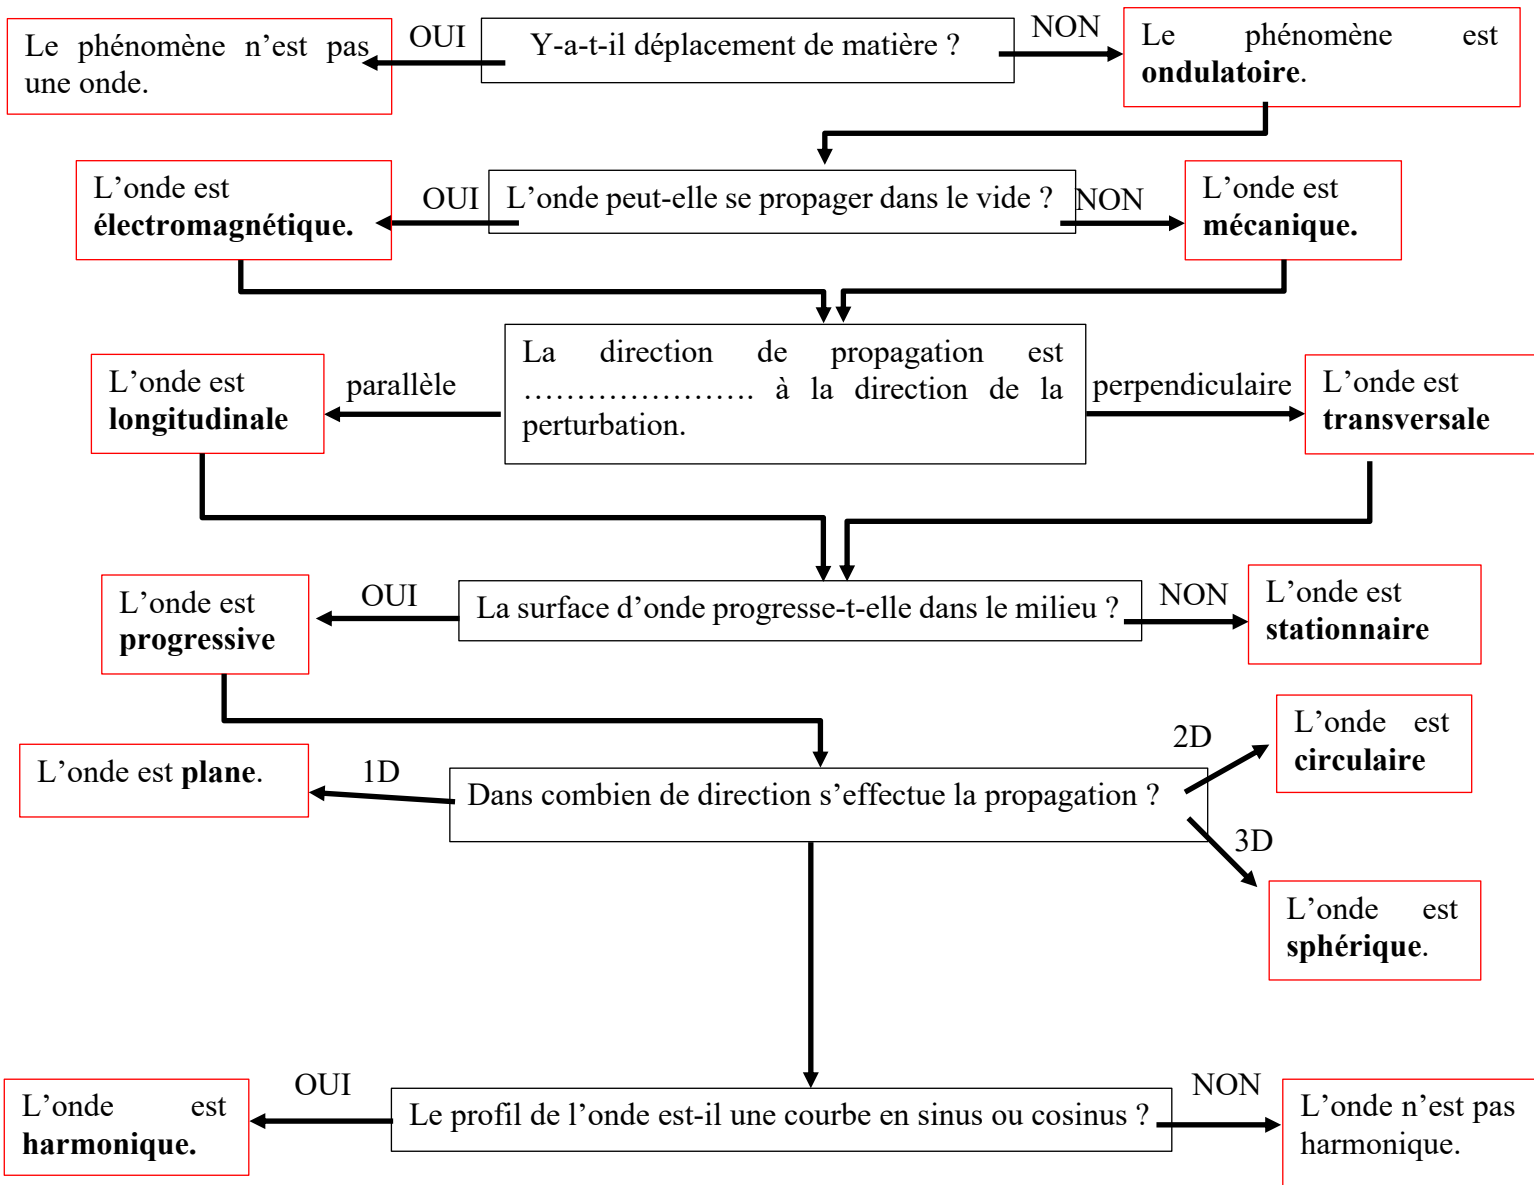 Le phénomène n’est pas
une onde.
OUI
Y-a-t-il déplacement de matière ?
NON
Le phénomène est
ondulatoire.
L’onde est
électromagnétique.
OUI
L’onde peut-elle se propager dans le vide ?
NON
L’onde est
mécanique.
L’onde est
longitudinale
parallèle
La direction de propagation est
…………………. à la direction de la
perturbation.
perpendiculaire
L’onde est
transversale
L’onde est
progressive
OUI
La surface d’onde progresse-t-elle dans le milieu ?
NON
L’onde est
stationnaire
L’onde est plane.
1D
Dans combien de direction s’effectue la propagation ?
2D
L’onde est
circulaire
3D
L’onde est
sphérique.
L’onde est
harmonique.
OUI
Le profil de l’onde est-il une courbe en sinus ou cosinus ?
NON
L’onde n’est pas
harmonique.